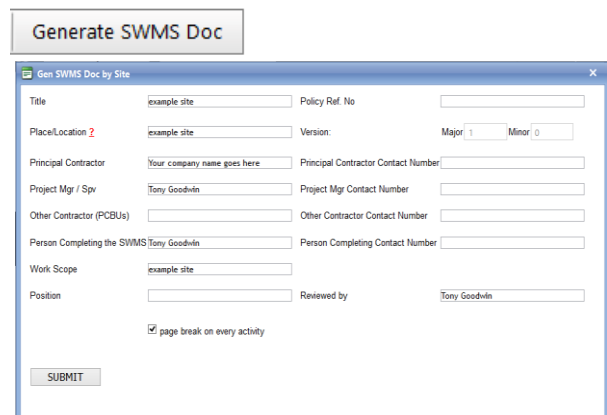 Generate SWMS Doc
Gen SWMS Doc by Site x
Title example site Policy Ref. No
Place/Location ? example site Version: Major 1 Minor 0
Principal Contractor Your company name goes here Principal Contractor Contact Number
Project Mgr / Spv Tony Goodwin Project Mgr Contact Number
Other Contractor (PCBUs) Other Contractor Contact Number
Person Completing the SWMS Tony Goodwin Person Completing Contact Number
Work Scope example site
Position Reviewed by Tony Goodwin
page break on every activity
SUBMIT